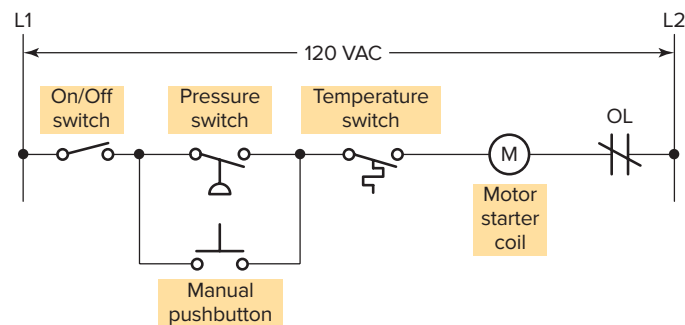 L1
L2
120 VAC
On/Off
switch
Pressure
switch
Temperature
switch
OL
M
Motor
starter
coil
Manual
pushbutton